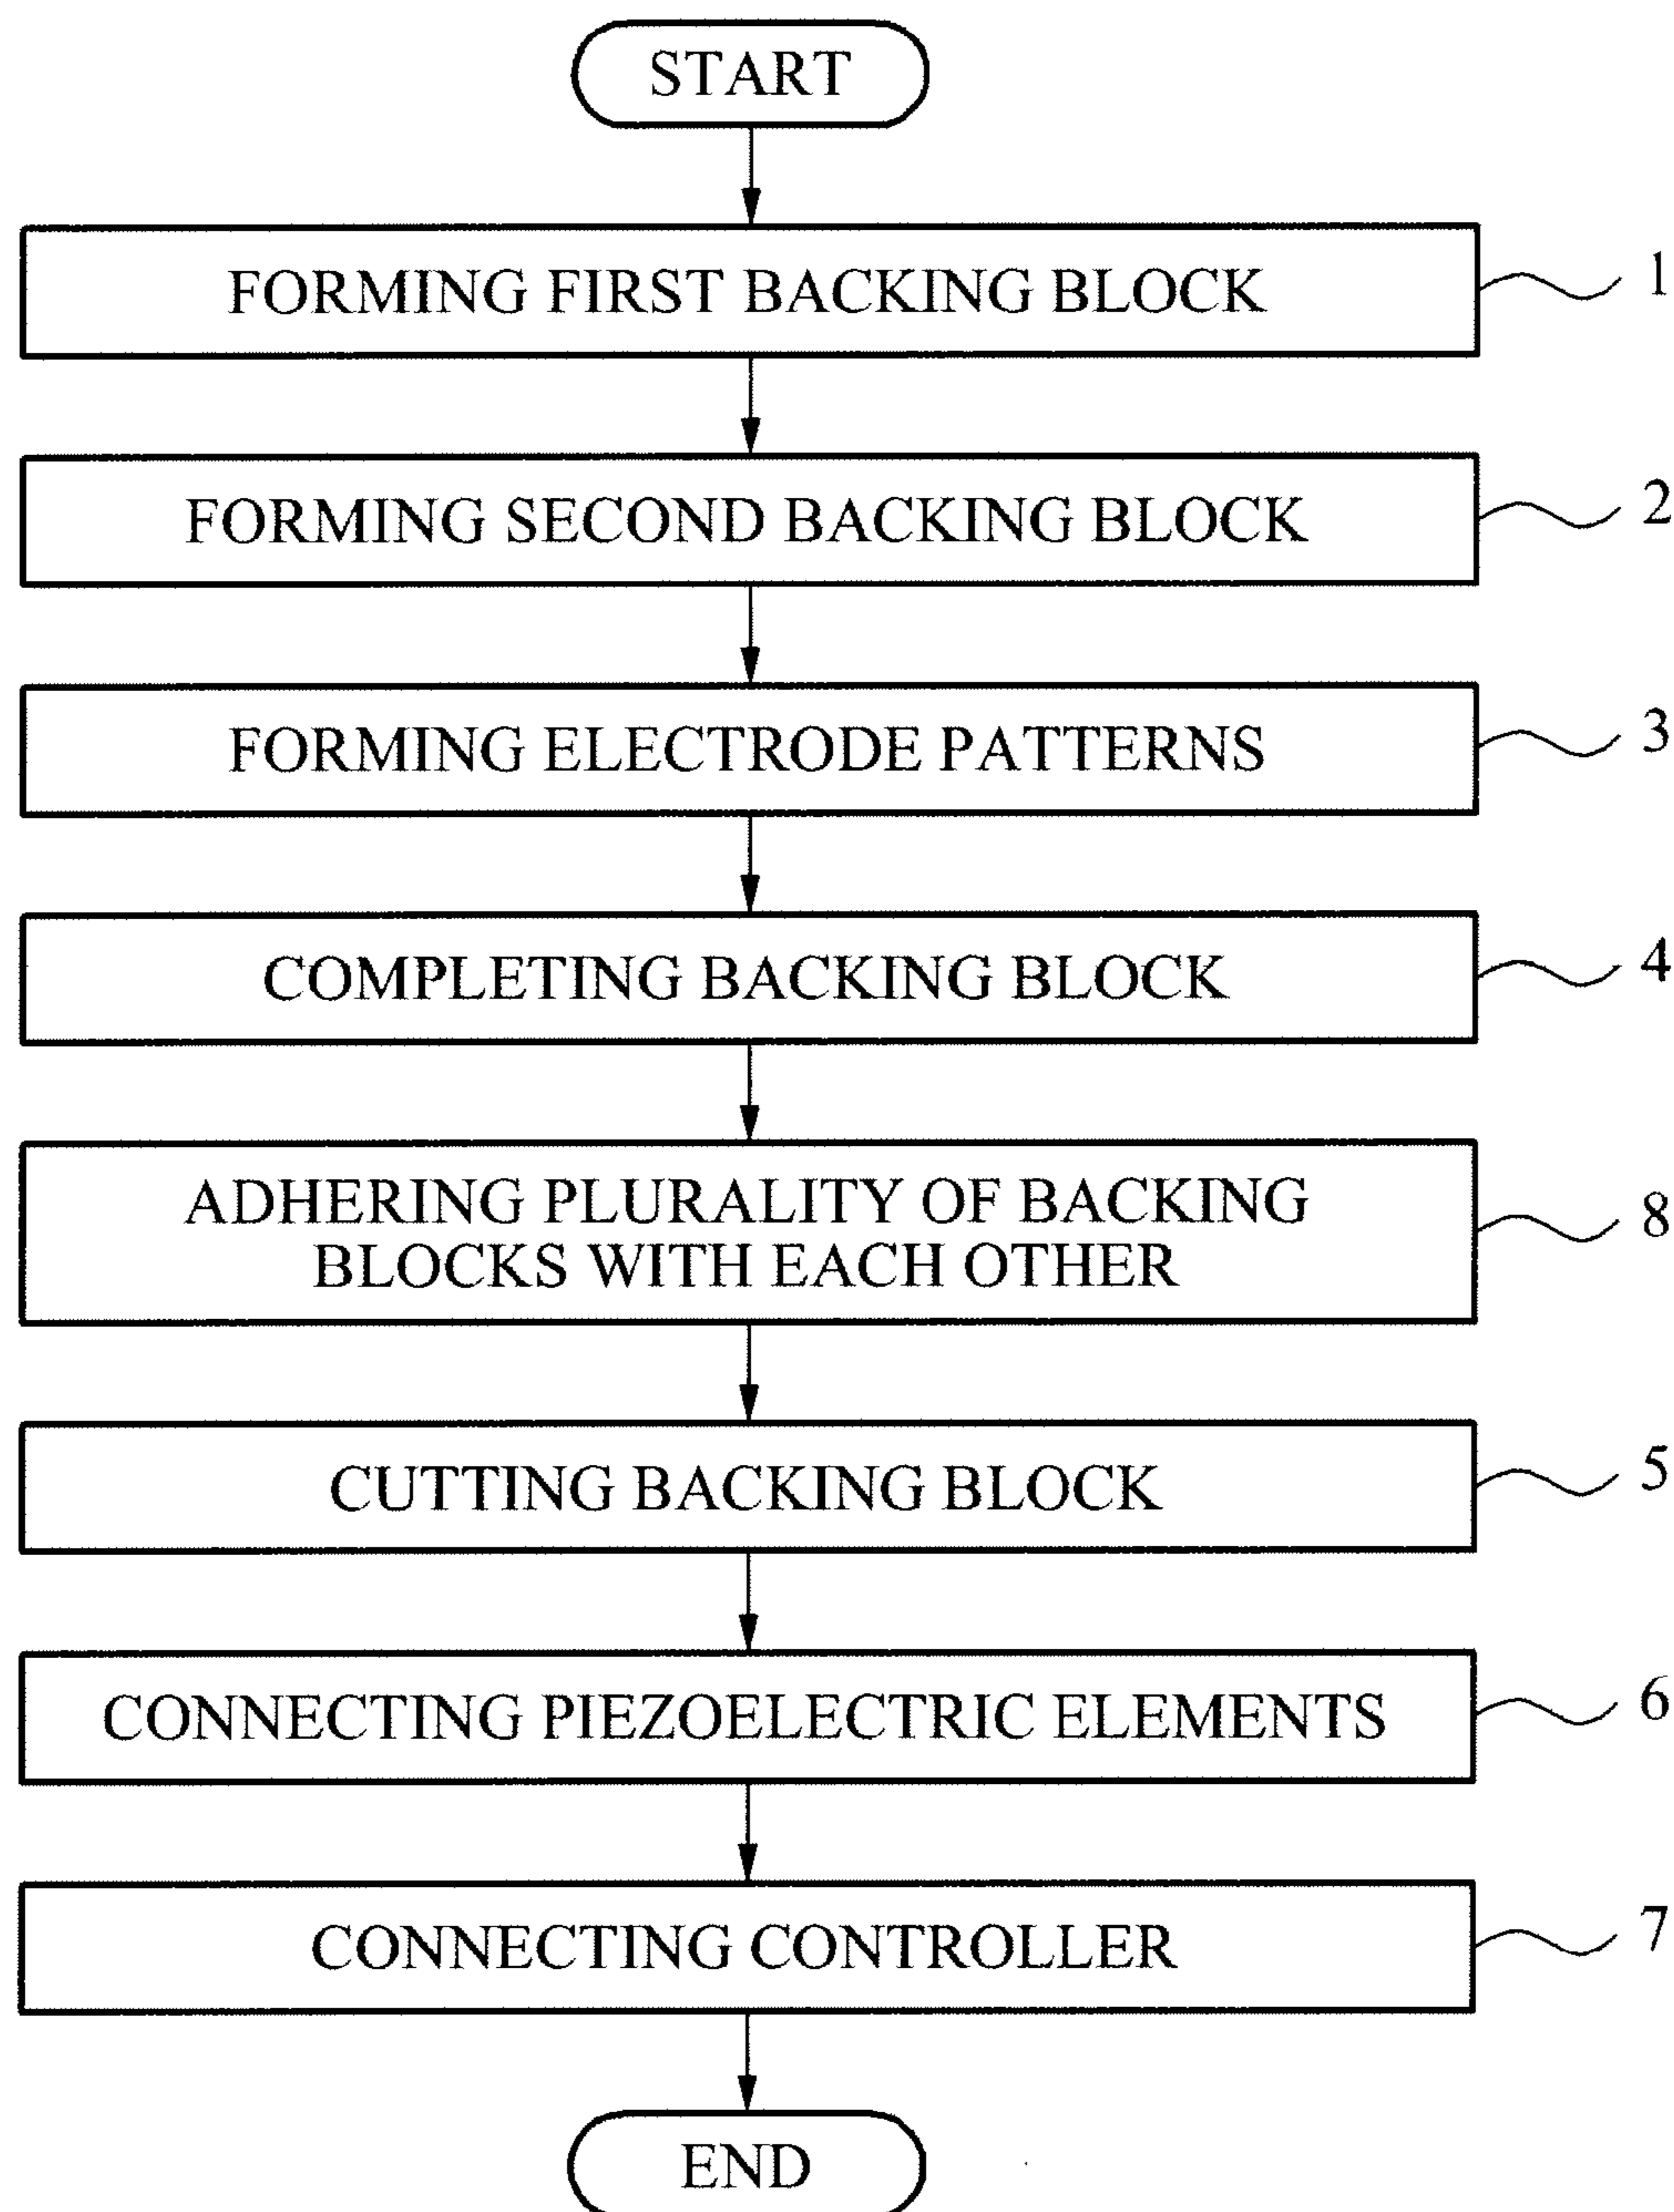 START
FORMING FIRST BACKING BLOCK
1
FORMING SECOND BACKING BLOCK
2
FORMING ELECTRODE PATTERNS
3
COMPLETING BACKING BLOCK
4
ADHERING PLURALITY OF BACKING
BLOCKS WITH EACH OTHER
8
CUTTING BACKING BLOCK
5
CONNECTING PIEZOELECTRIC ELEMENTS
6
CONNECTING CONTROLLER
7
END